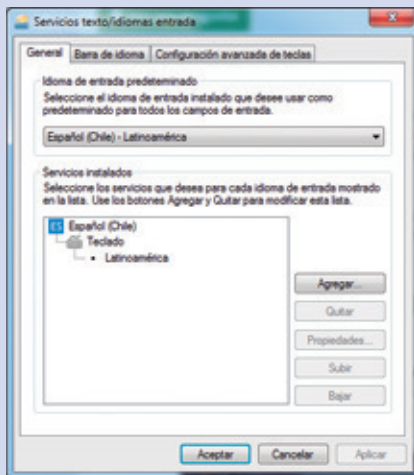 Servicios texto/idiomas entrada
General
Barra de idioma
Configuración avanzada de teclas
Idioma de entrada predeterminado
Seleccione el idioma de entrada instalado que desee usar como
predeterminado para todos los campos de entrada.
Español (Chile) - Latinoamérica
Servicios instalados
Seleccione los servicios que desea para cada idioma de entrada mostrado
en la lista. Use los botones Agregar y Quitar para modificar esta lista.
ES Español (Chile)
Teclado
• Latinoamérica
Agregar...
Quitar
Propiedades...
Subir
Bajar
Aceptar
Cancelar
Aplicar